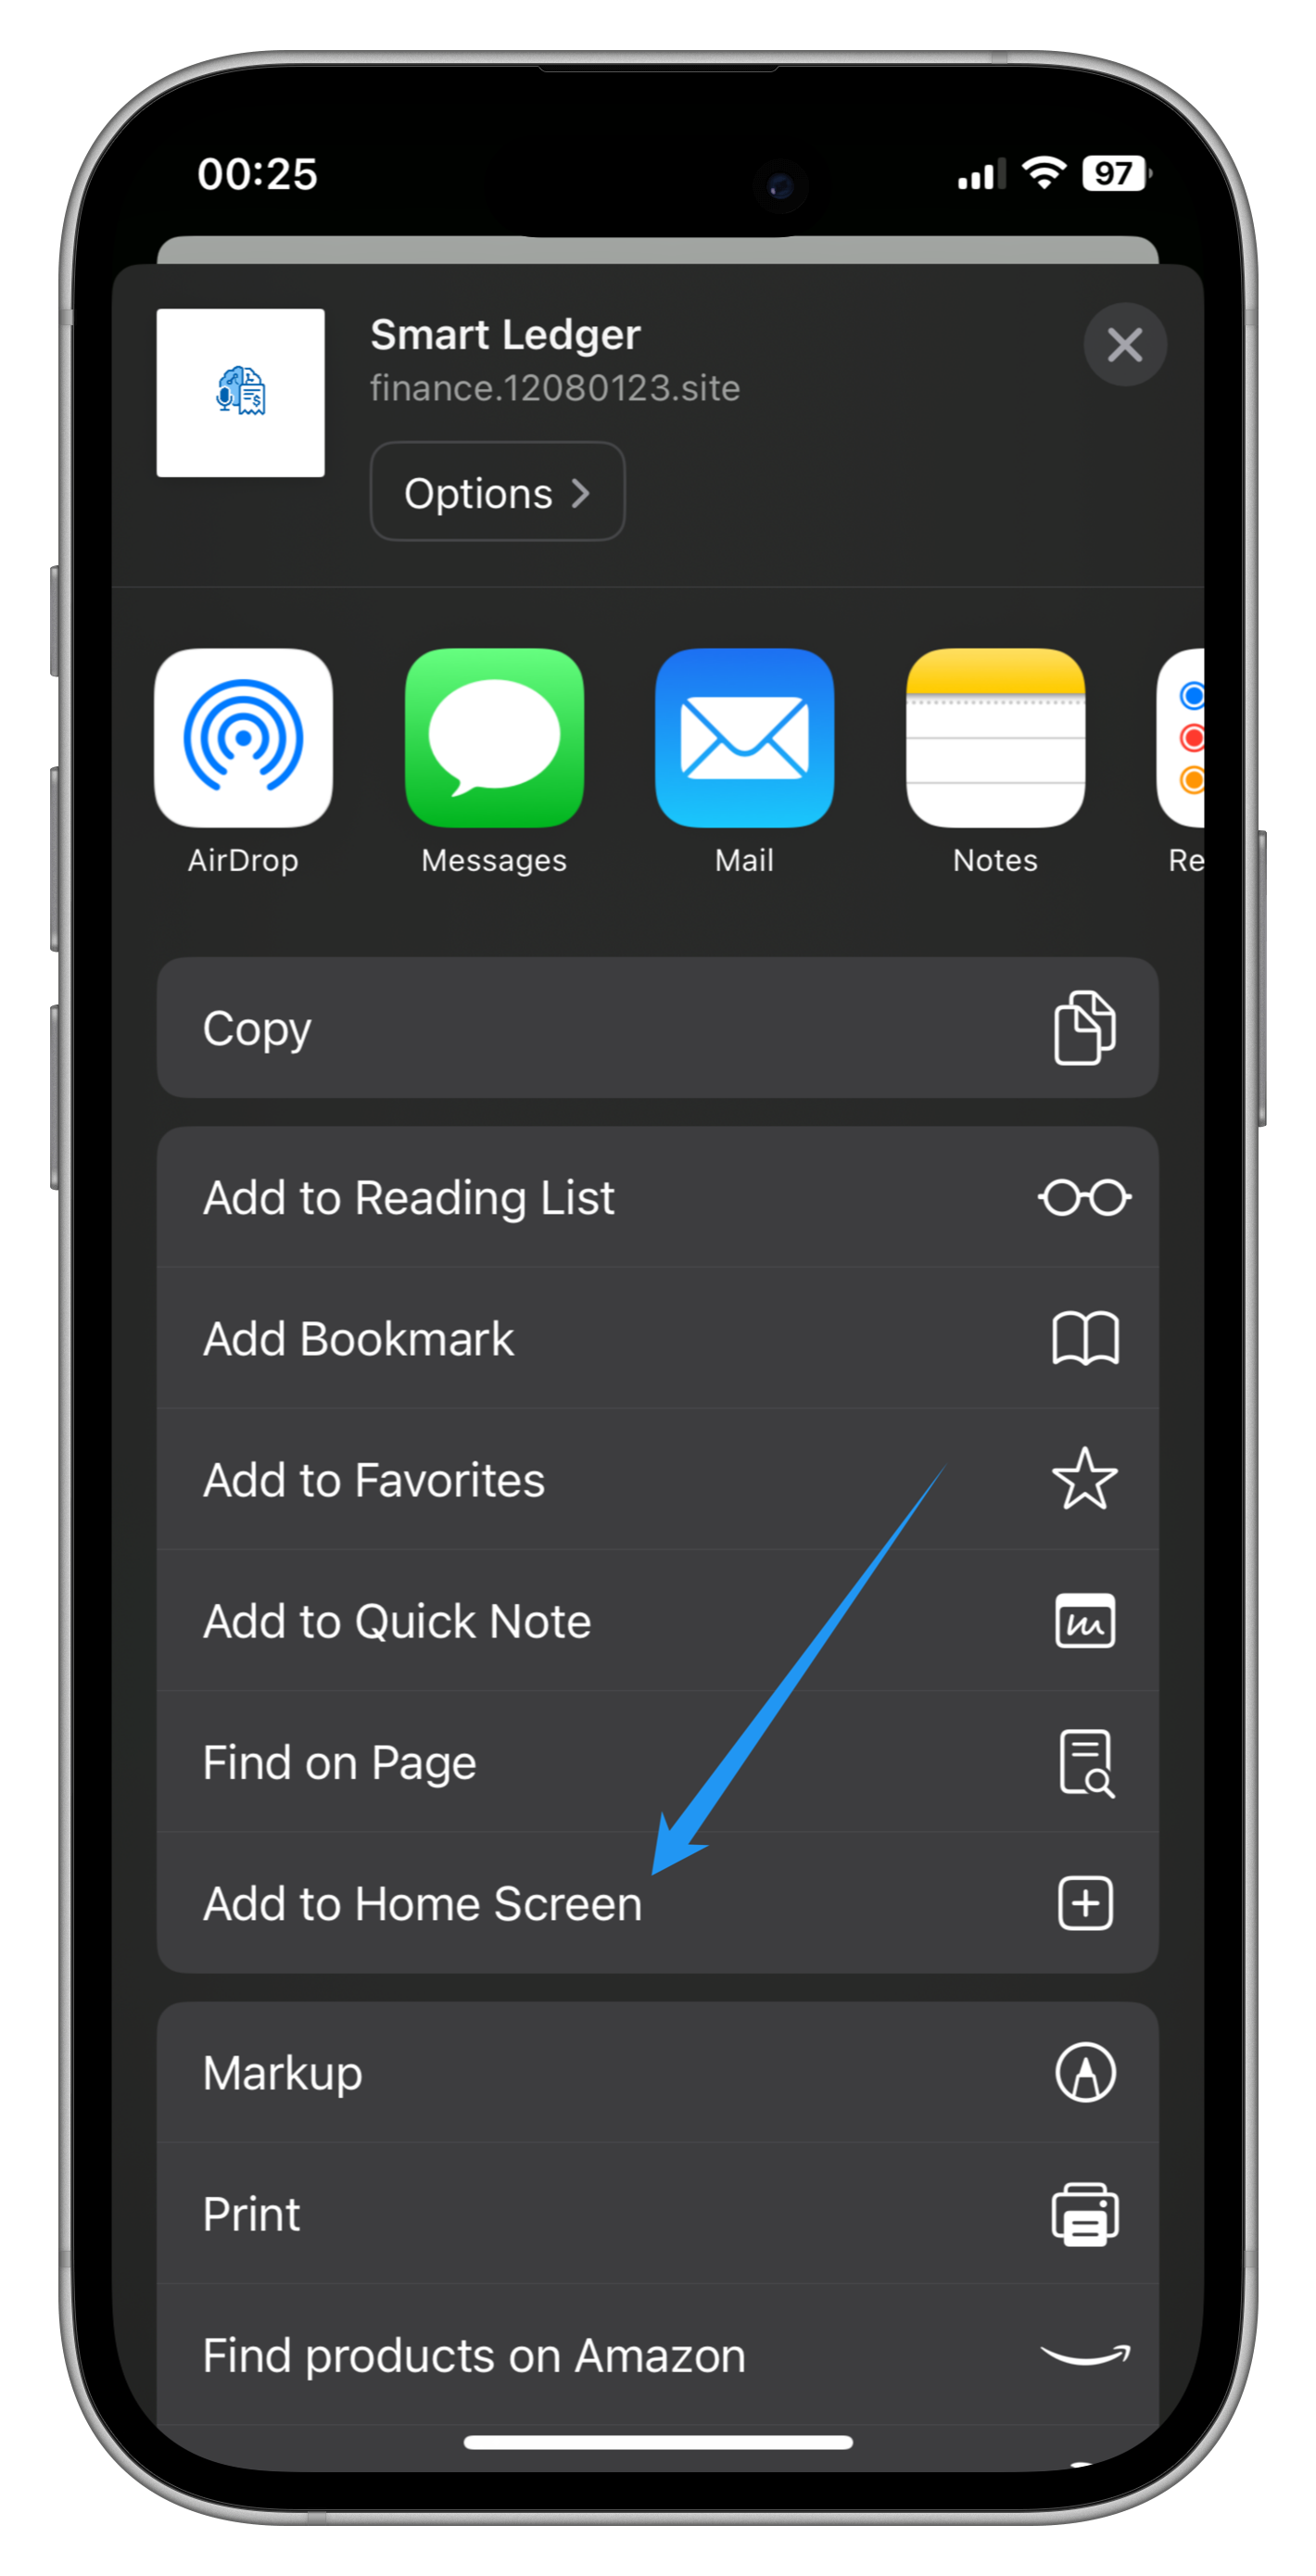 00:25
97
Smart Ledger
finance.12080123.site
Options
AirDrop
Messages
Mail
Notes
Re
Copy
Add to Reading List
Add Bookmark
Add to Favorites
Add to Quick Note
Find on Page
Add to Home Screen
Markup
Print
Find products on Amazon